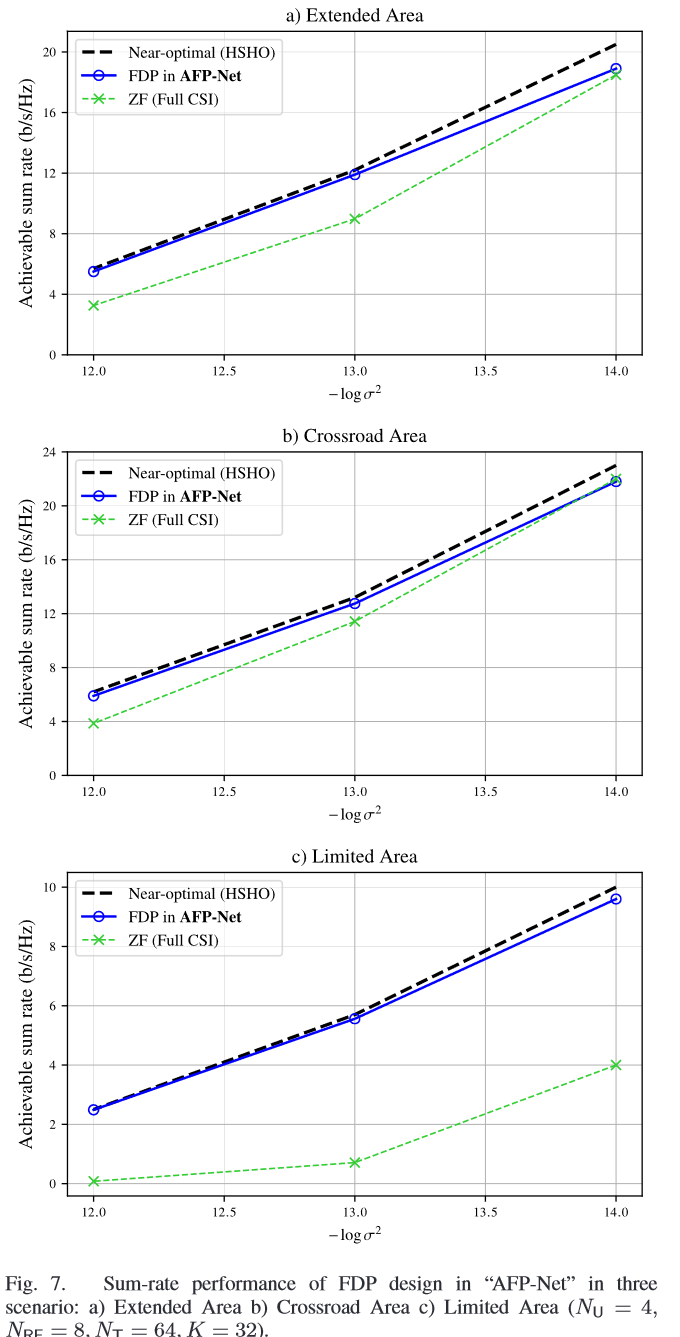 a) Extended Area
Near-optimal (HSHO)
FDP in AFP-Net
ZF (Full CSI)
Achievable sum rate (b/s/Hz)
20
16
12
8
4
0
12.0 12.5 13.0 13.5 14.0
− log σ²
b) Crossroad Area
Near-optimal (HSHO)
FDP in AFP-Net
ZF (Full CSI)
Achievable sum rate (b/s/Hz)
24
20
16
12
8
4
0
12.0 12.5 13.0 13.5 14.0
− log σ²
c) Limited Area
Near-optimal (HSHO)
FDP in AFP-Net
ZF (Full CSI)
Achievable sum rate (b/s/Hz)
10
8
6
4
2
0
12.0 12.5 13.0 13.5 14.0
− log σ²
Fig. 7. Sum-rate performance of FDP design in “AFP-Net” in three
scenario: a) Extended Area b) Crossroad Area c) Limited Area (N_U = 4,
N_RF = 8, N_T = 64, K = 32).